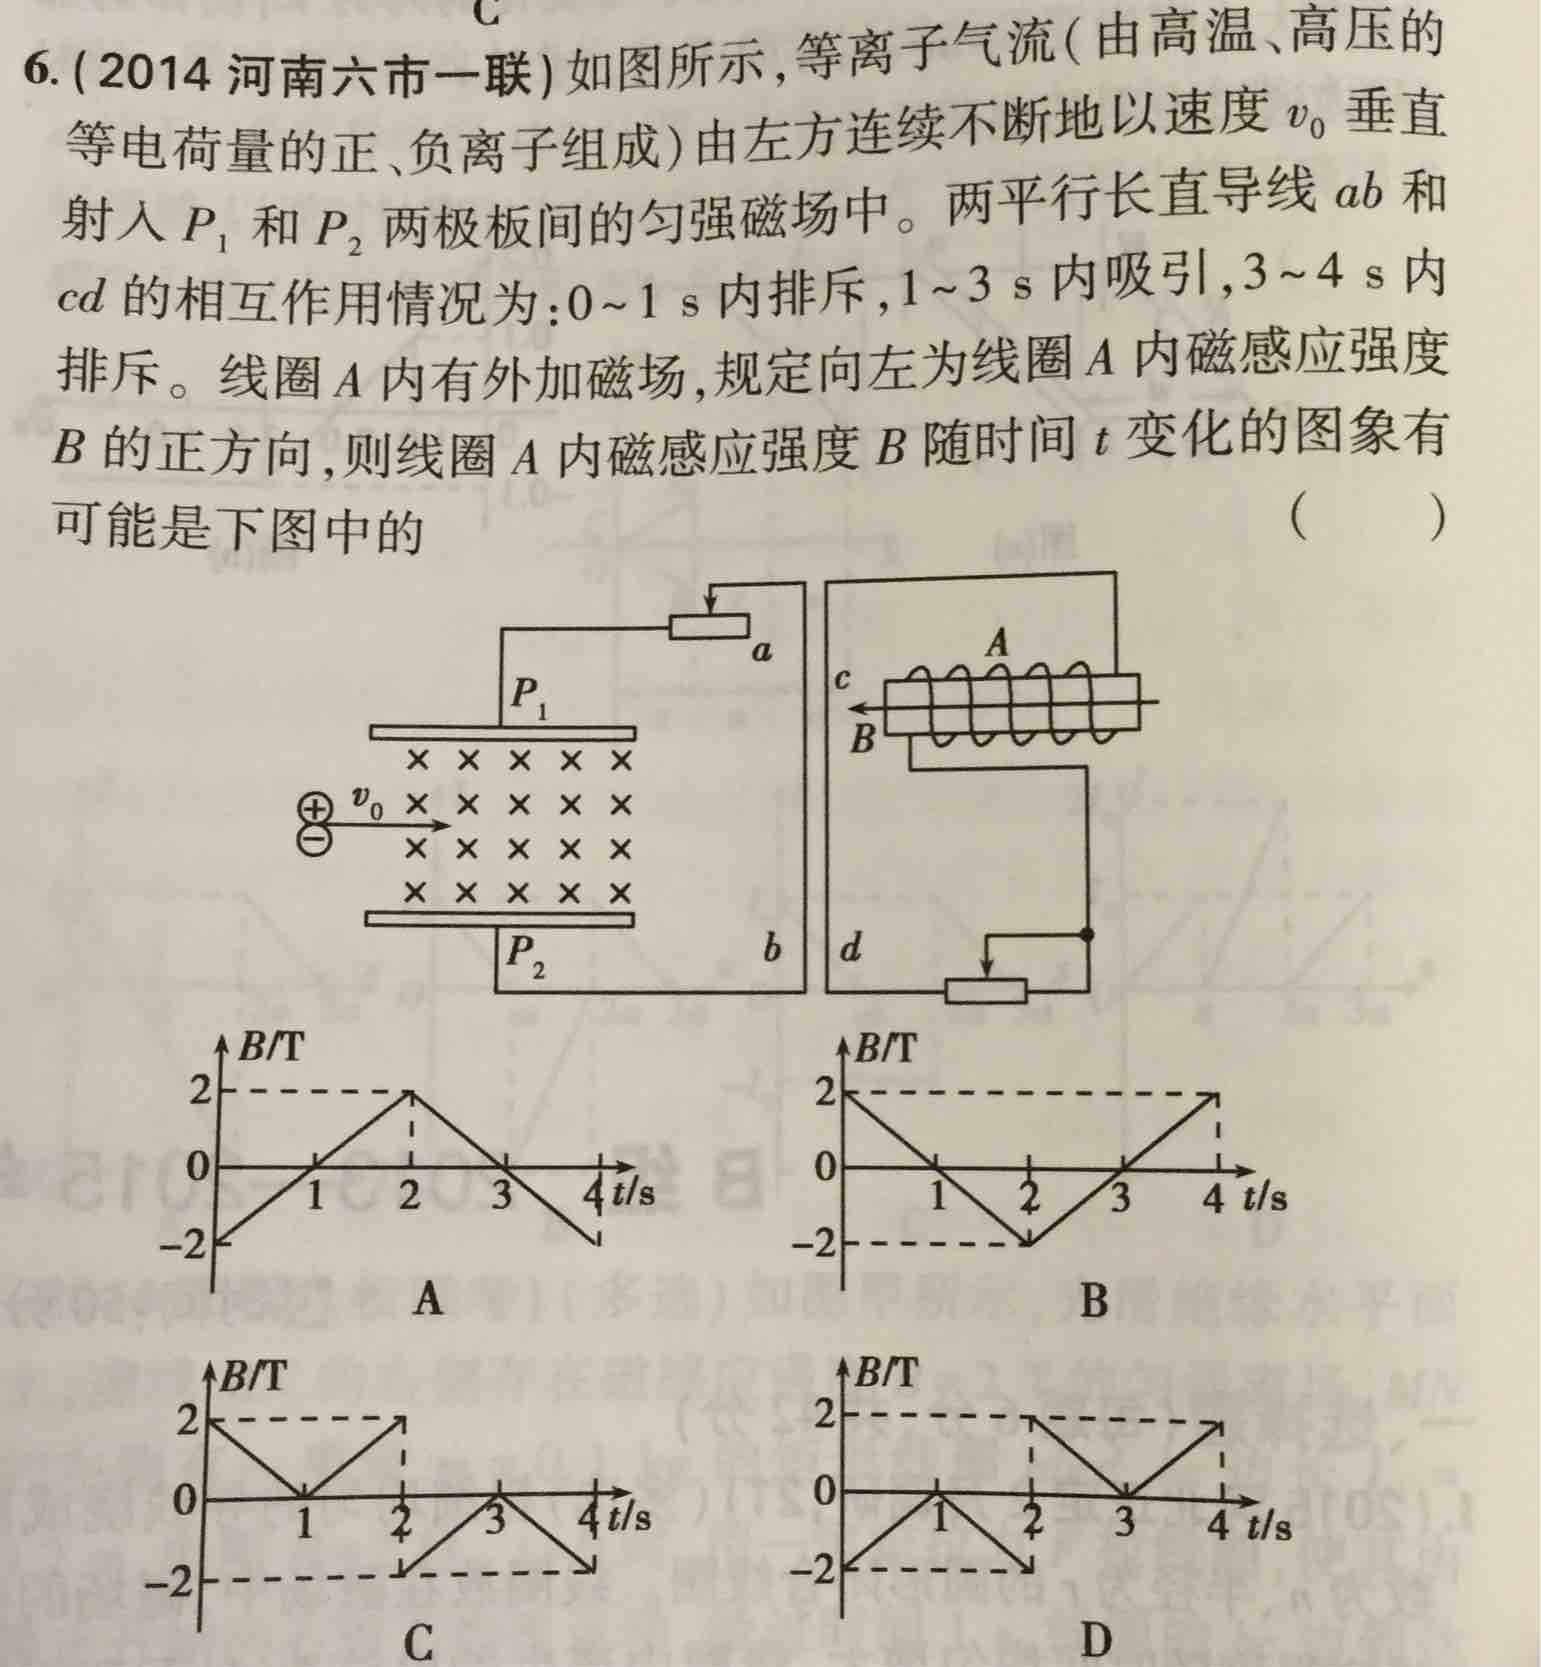 C
6.(2014 河南六市一联)如图所示,等离子气流(由高温、高压的
等电荷量的正、负离子组成)由左方连续不断地以速度 v₀ 垂直
射入 P₁ 和 P₂ 两极板间的匀强磁场中。两平行长直导线 ab 和
cd 的相互作用情况为:0~1 s 内排斥,1~3 s 内吸引,3~4 s 内
排斥。线圈 A 内有外加磁场,规定向左为线圈 A 内磁感应强度
B 的正方向,则线圈 A 内磁感应强度 B 随时间 t 变化的图象有
可能是下图中的 ( )
a
A
P₁
c
B
+
v₀
−
b
d
P₂
B/T
2
0
1 2 3 4 t/s
−2
A
B/T
2
0
1 2 3 4 t/s
−2
B
B/T
2
0
1 2 3 4 t/s
−2
C
B/T
2
0
1 2 3 4 t/s
−2
D